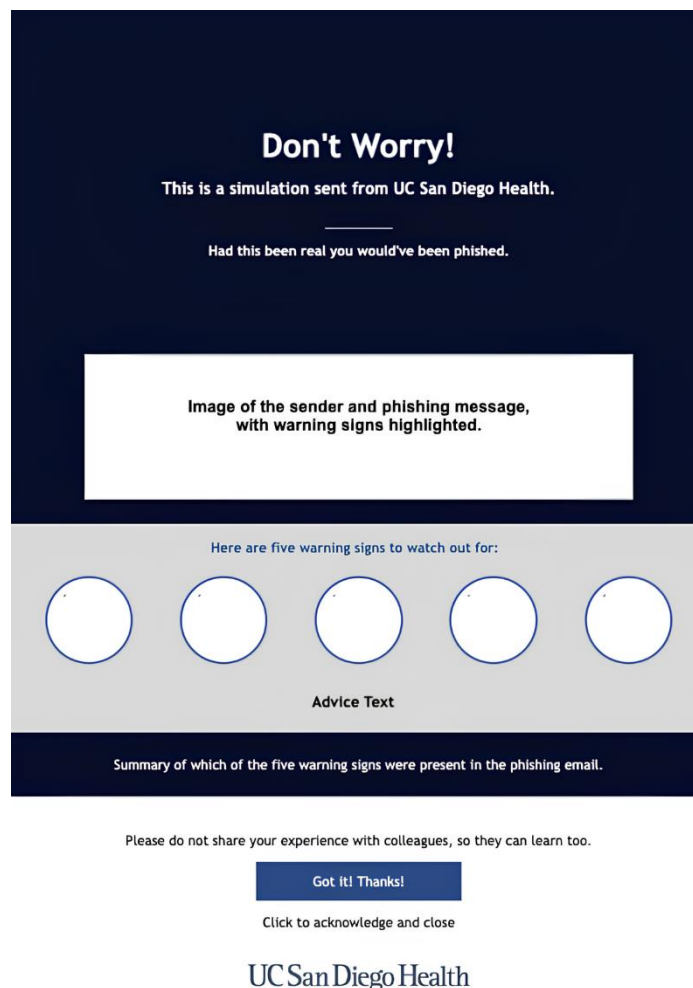 Don't Worry!
This is a simulation sent from UC San Diego Health.
Had this been real you would've been phished.
Image of the sender and phishing message,
with warning signs highlighted.
Here are five warning signs to watch out for:
Advice Text
Summary of which of the five warning signs were present in the phishing email.
Please do not share your experience with colleagues, so they can learn too.
Got it! Thanks!
Click to acknowledge and close
UC San Diego Health